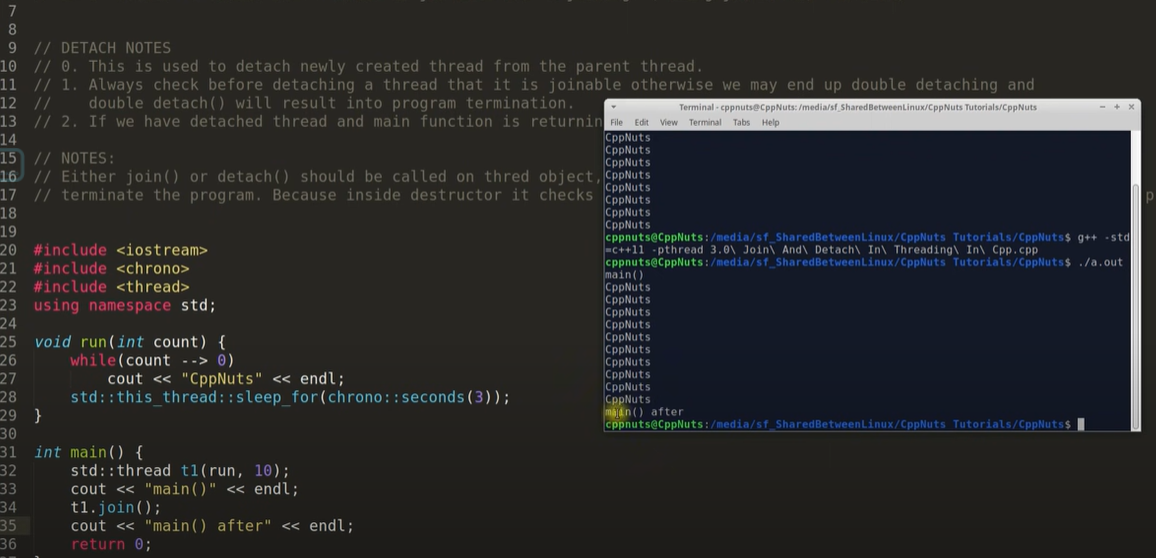 7
8
9 // DETACH NOTES
10 // 0. This is used to detach newly created thread from the parent thread.
11 // 1. Always check before detaching a thread that it is joinable otherwise we may end up double detaching and
12 //    double detach() will result into program termination.
13 // 2. If we have detached thread and main function is returnin
14
15 // NOTES:
16 // Either join() or detach() should be called on thred object,
17 // terminate the program. Because inside destructor it checks p
18
19
20 #include <iostream>
21 #include <chrono>
22 #include <thread>
23 using namespace std;
24
25 void run(int count) {
26     while(count --> 0)
27         cout << "CppNuts" << endl;
28     std::this_thread::sleep_for(chrono::seconds(3));
29 }
30
31 int main() {
32     std::thread t1(run, 10);
33     cout << "main()" << endl;
34     t1.join();
35     cout << "main() after" << endl;
36     return 0;
Terminal - cppnuts@CppNuts: /media/sf_SharedBetweenLinux/CppNuts Tutorials/CppNuts
File Edit View Terminal Tabs Help
CppNuts
CppNuts
CppNuts
CppNuts
CppNuts
CppNuts
CppNuts
CppNuts
cppnuts@CppNuts:/media/sf_SharedBetweenLinux/CppNuts Tutorials/CppNuts$ g++ -std
=c++11 -pthread 3.0\ Join\ And\ Detach\ In\ Threading\ In\ Cpp.cpp
cppnuts@CppNuts:/media/sf_SharedBetweenLinux/CppNuts Tutorials/CppNuts$ ./a.out
main()
CppNuts
CppNuts
CppNuts
CppNuts
CppNuts
CppNuts
CppNuts
CppNuts
CppNuts
CppNuts
main() after
cppnuts@CppNuts:/media/sf_SharedBetweenLinux/CppNuts Tutorials/CppNuts$